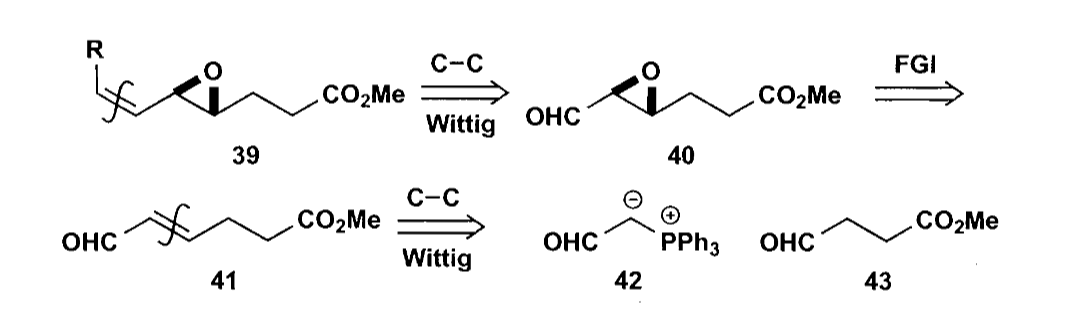 R
O
C-C
O
FGI
CO₂Me
CO₂Me
Wittig
OHC
39
40
C-C
⊖
⊕
CO₂Me
CO₂Me
OHC
Wittig
OHC
PPh₃
OHC
41
42
43